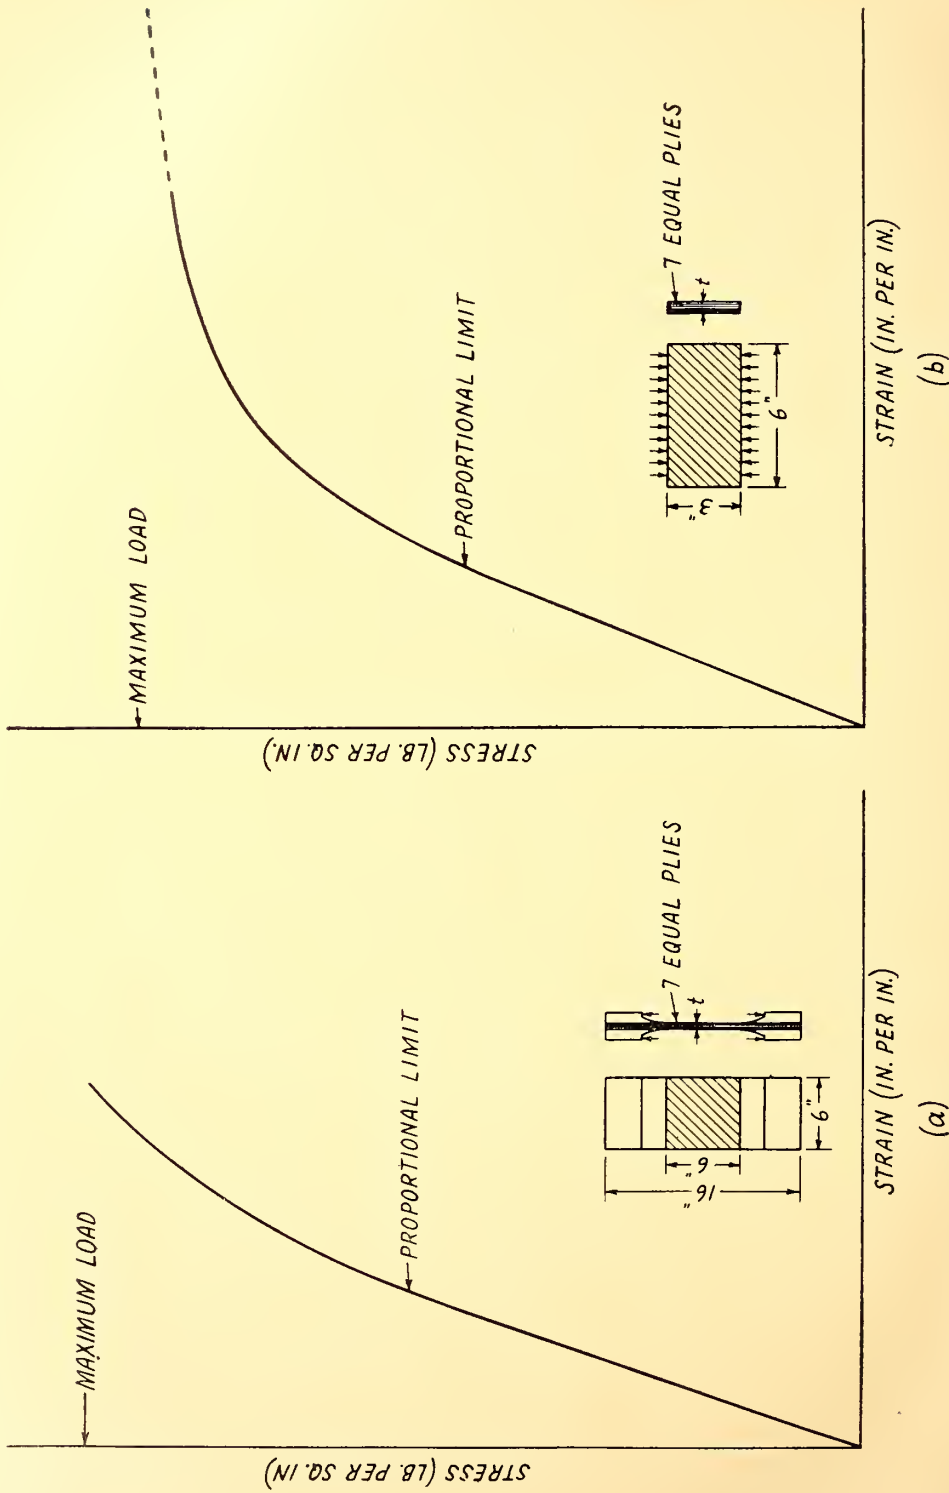 MAXIMUM LOAD
PROPORTIONAL LIMIT
7 EQUAL PLIES
t
16"
6"
6"
STRESS (LB. PER SQ. IN)
STRAIN (IN. PER IN.)
(a)
MAXIMUM LOAD
PROPORTIONAL LIMIT
7 EQUAL PLIES
t
3"
6"
STRESS (LB. PER SQ. IN.)
STRAIN (IN. PER IN.)
(b)